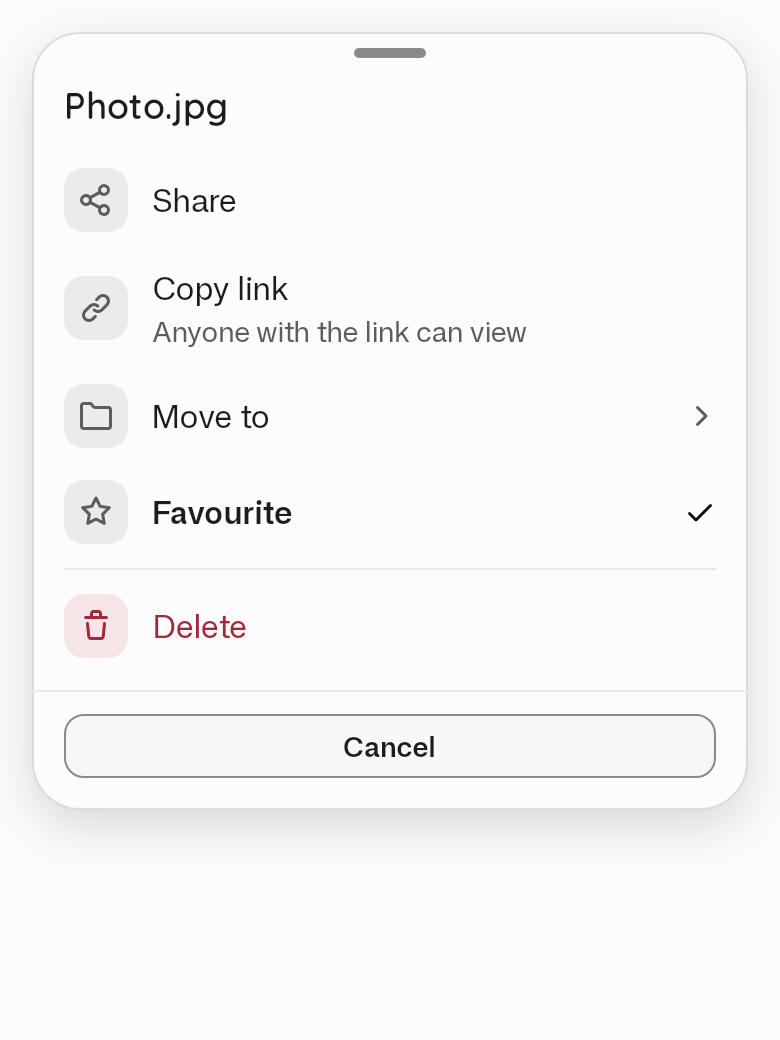 Photo.jpg
Share
Copy link
Anyone with the link can view
Move to
Favourite
Delete
Cancel